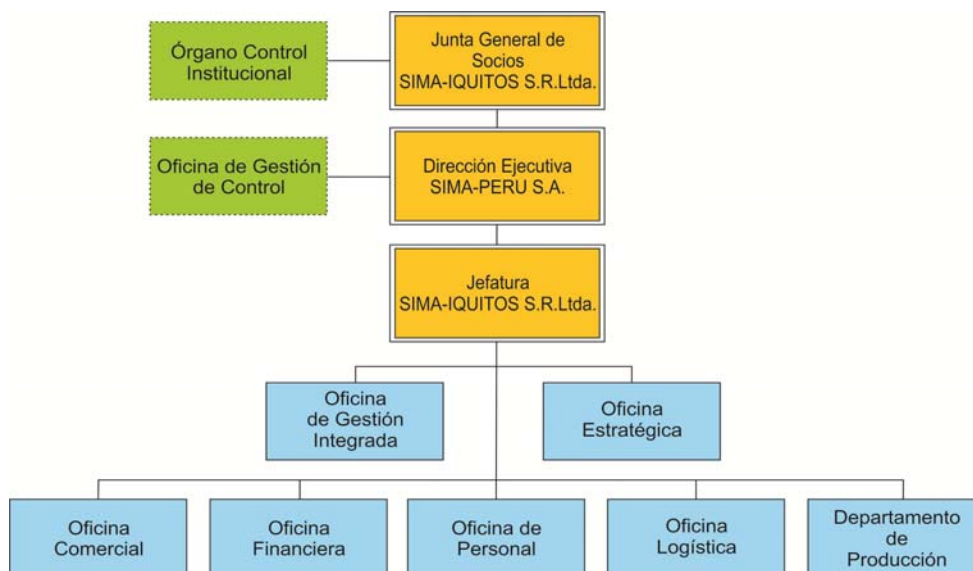 Órgano Control
Institucional
Junta General de
Socios
SIMA-IQUITOS S.R.Ltda.
Oficina de Gestión
de Control
Dirección Ejecutiva
SIMA-PERU S.A.
Jefatura
SIMA-IQUITOS S.R.Ltda.
Oficina
de Gestión
Integrada
Oficina
Estratégica
Oficina
Comercial
Oficina
Financiera
Oficina de
Personal
Oficina
Logística
Departamento
de
Producción